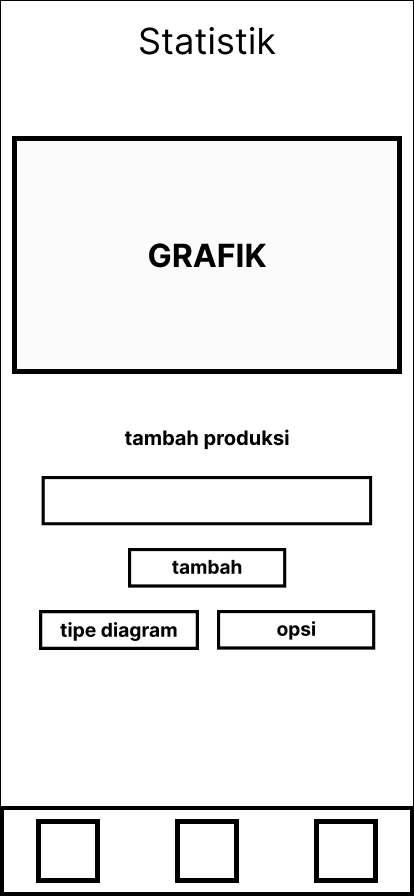 Statistik
GRAFIK
tambah produksi
tambah
tipe diagram
opsi